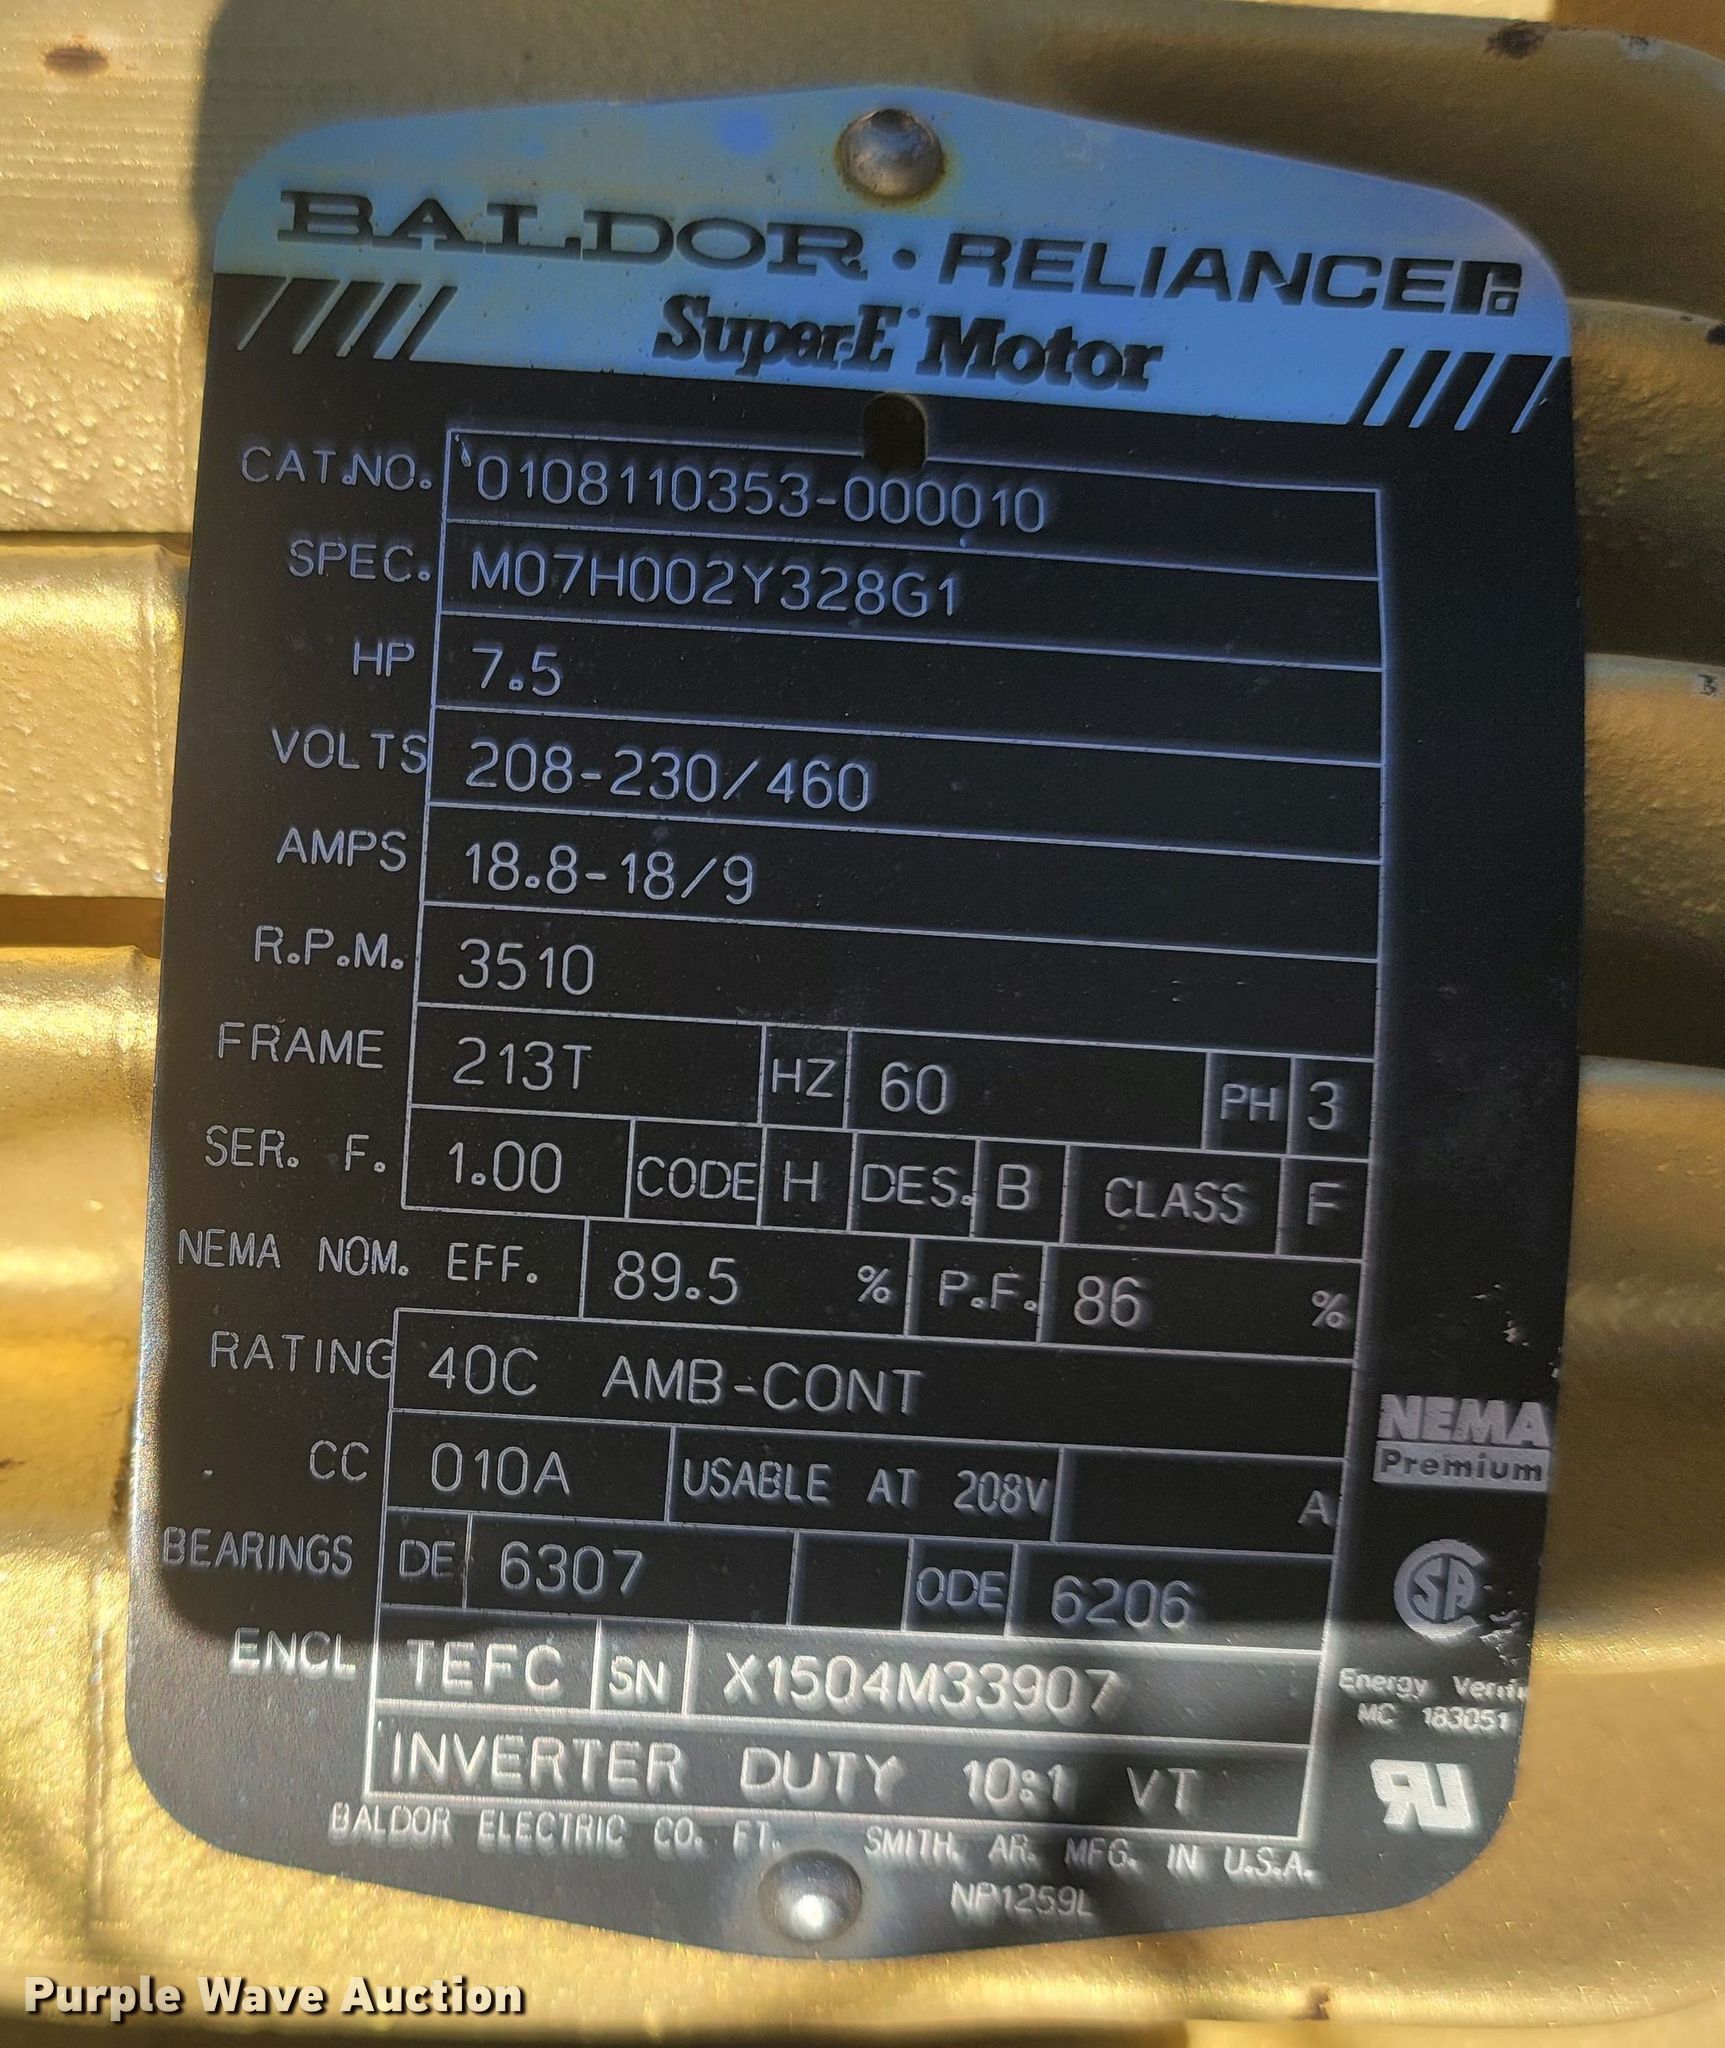 BALDOR • RELIANCER
Super-E Motor
CAT.NO. 0108110353-000010
SPEC. M07H002Y328G1
HP 7.5
VOLTS 208-230/460
AMPS 18.8-18/9
R.P.M. 3510
FRAME 213T HZ 60 PH 3
SER. F. 1.00 CODE H DES. B CLASS F
NEMA NOM. EFF. 89.5 % P.F. 86 %
RATING 40C AMB-CONT
CC 010A USABLE AT 208V A
BEARINGS DE 6307 ODE 6206
ENCL TEFC SN X1504M33907
INVERTER DUTY 10:1 VT
BALDOR ELECTRIC CO. FT. SMITH. AR. MFG. IN U.S.A.
NP1259L
NEMA
Premium
SA
Energy
MC 183051
RU
Purple Wave Auction